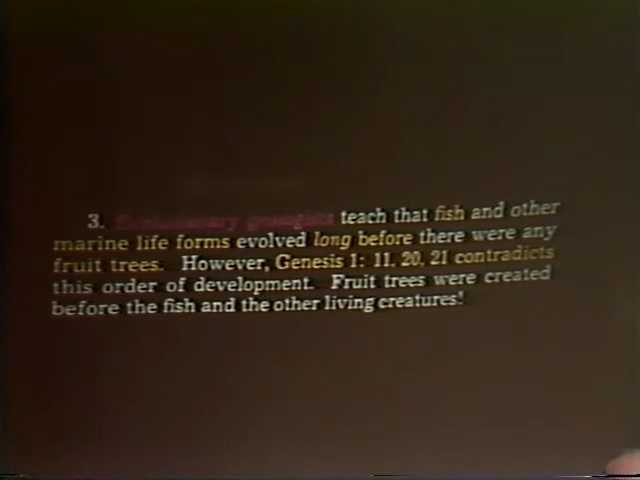 3. Evolutionary geologists teach that fish and other
marine life forms evolved long before there were any
fruit trees. However, Genesis 1: 11, 20, 21 contradicts
this order of development. Fruit trees were created
before the fish and the other living creatures!